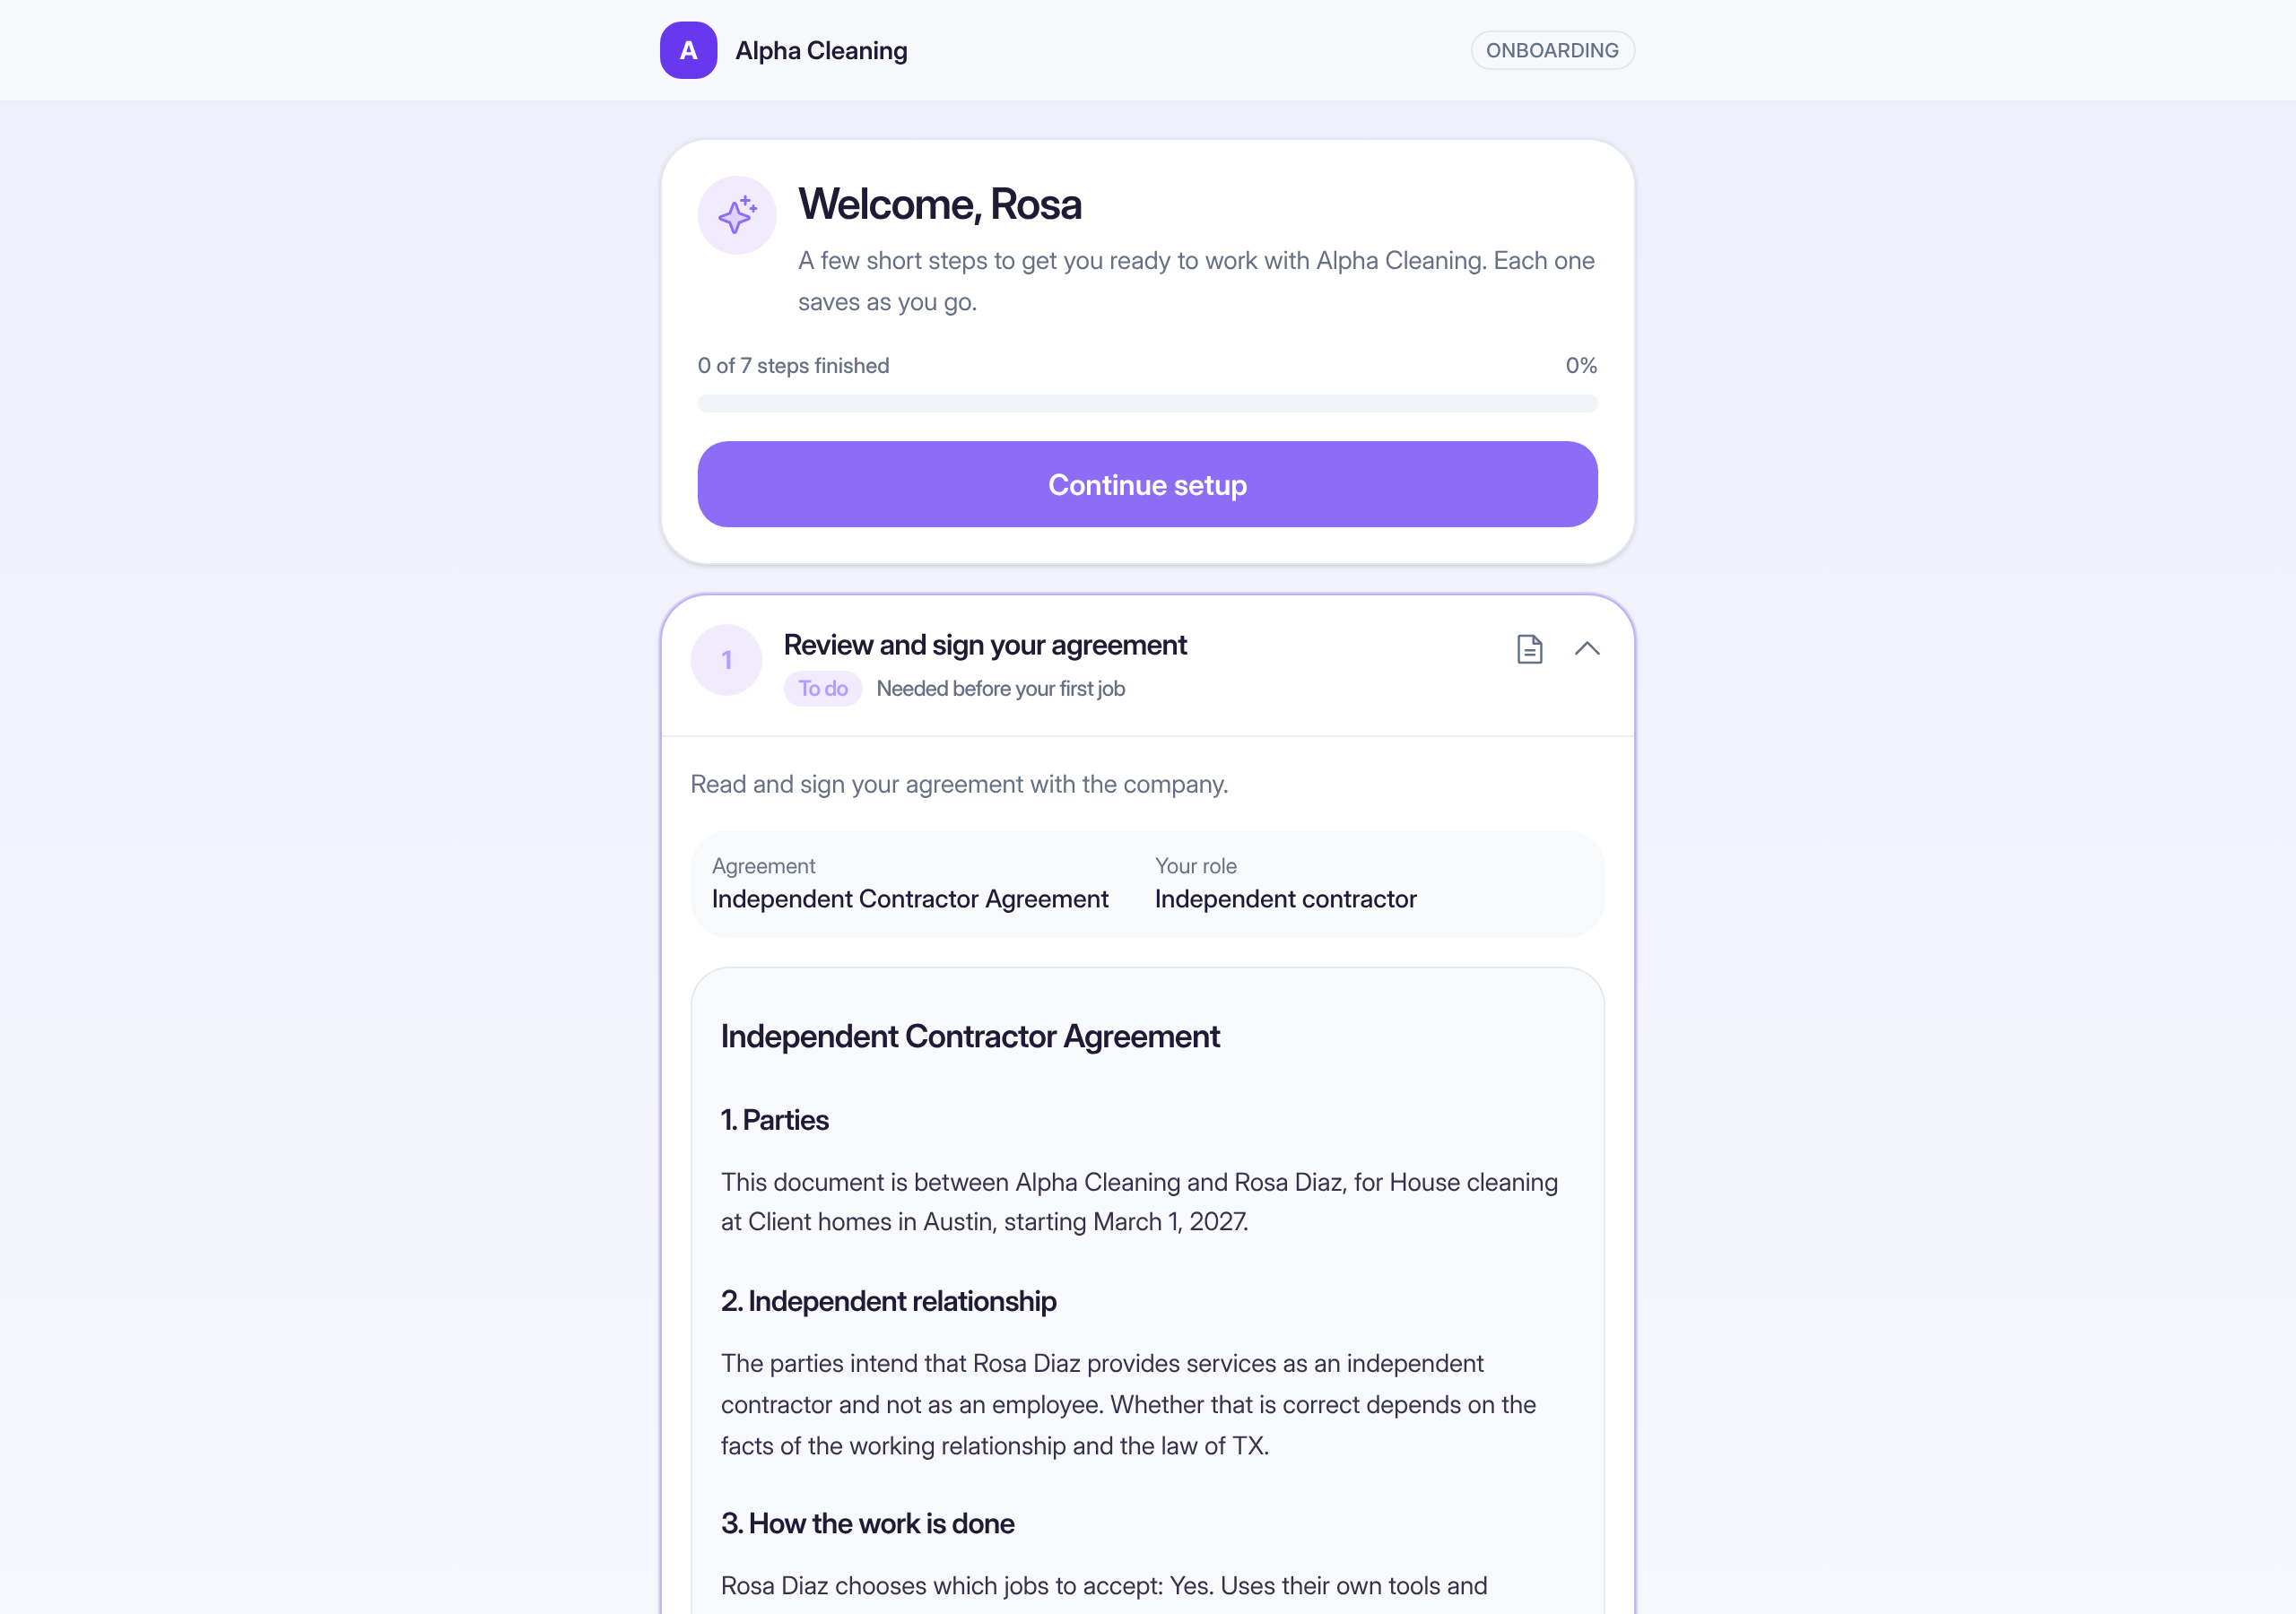 A
Alpha Cleaning
ONBOARDING
Welcome, Rosa
A few short steps to get you ready to work with Alpha Cleaning. Each one
saves as you go.
0 of 7 steps finished
0%
Continue setup
1
Review and sign your agreement
To do
Needed before your first job
Read and sign your agreement with the company.
Agreement
Independent Contractor Agreement
Your role
Independent contractor
Independent Contractor Agreement
1. Parties
This document is between Alpha Cleaning and Rosa Diaz, for House cleaning
at Client homes in Austin, starting March 1, 2027.
2. Independent relationship
The parties intend that Rosa Diaz provides services as an independent
contractor and not as an employee. Whether that is correct depends on the
facts of the working relationship and the law of TX.
3. How the work is done
Rosa Diaz chooses which jobs to accept: Yes. Uses their own tools and